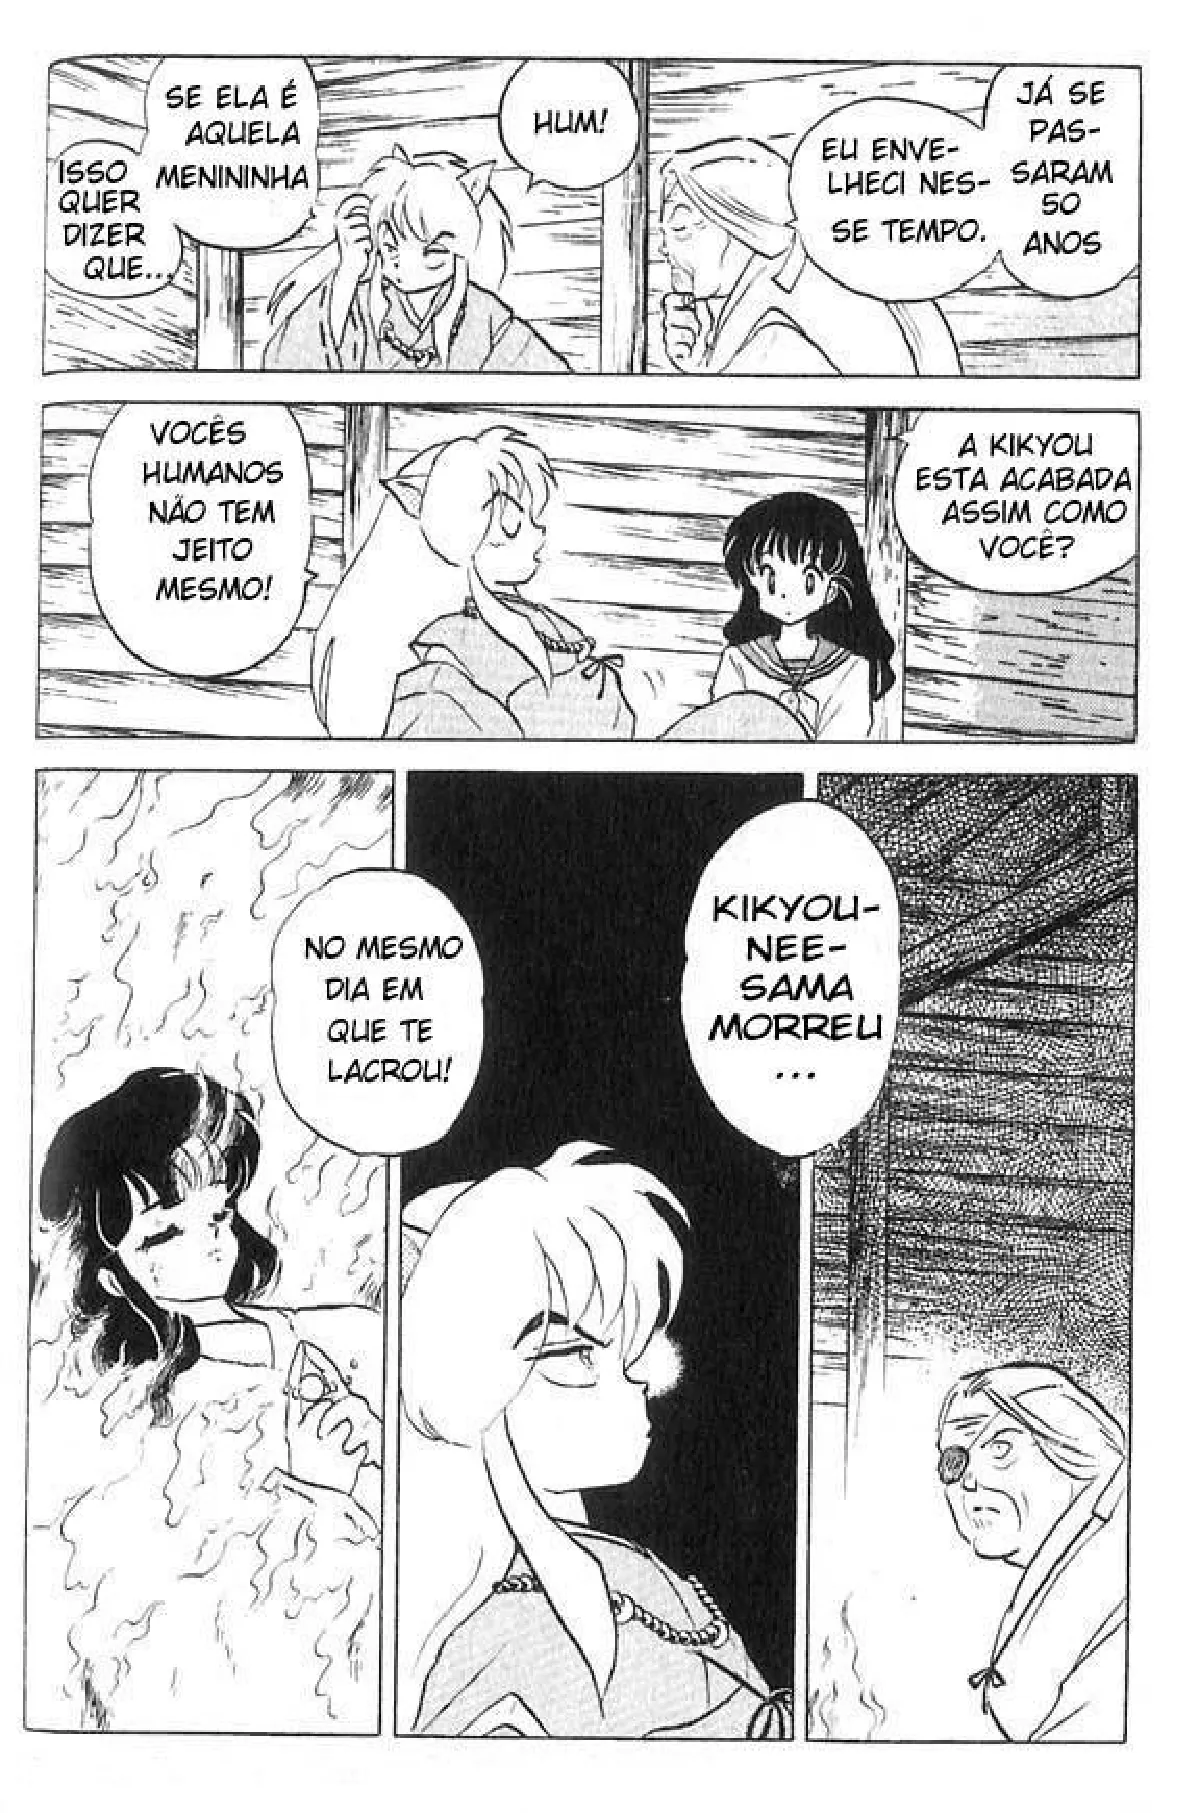 JÁ SE
PAS-
SARAM
50
ANOS
EU ENVE-
LHECI NES-
SE TEMPO.
HUM!
SE ELA É
AQUELA
MENININHA
ISSO
QUER
DIZER
QUE...
A KIKYOU
ESTA ACABADA
ASSIM COMO
VOCÊ?
VOCÊS
HUMANOS
NÃO TEM
JEITO
MESMO!
KIKYOU-
NEE-
SAMA
MORREU
...
NO MESMO
DIA EM
QUE TE
LACROU!